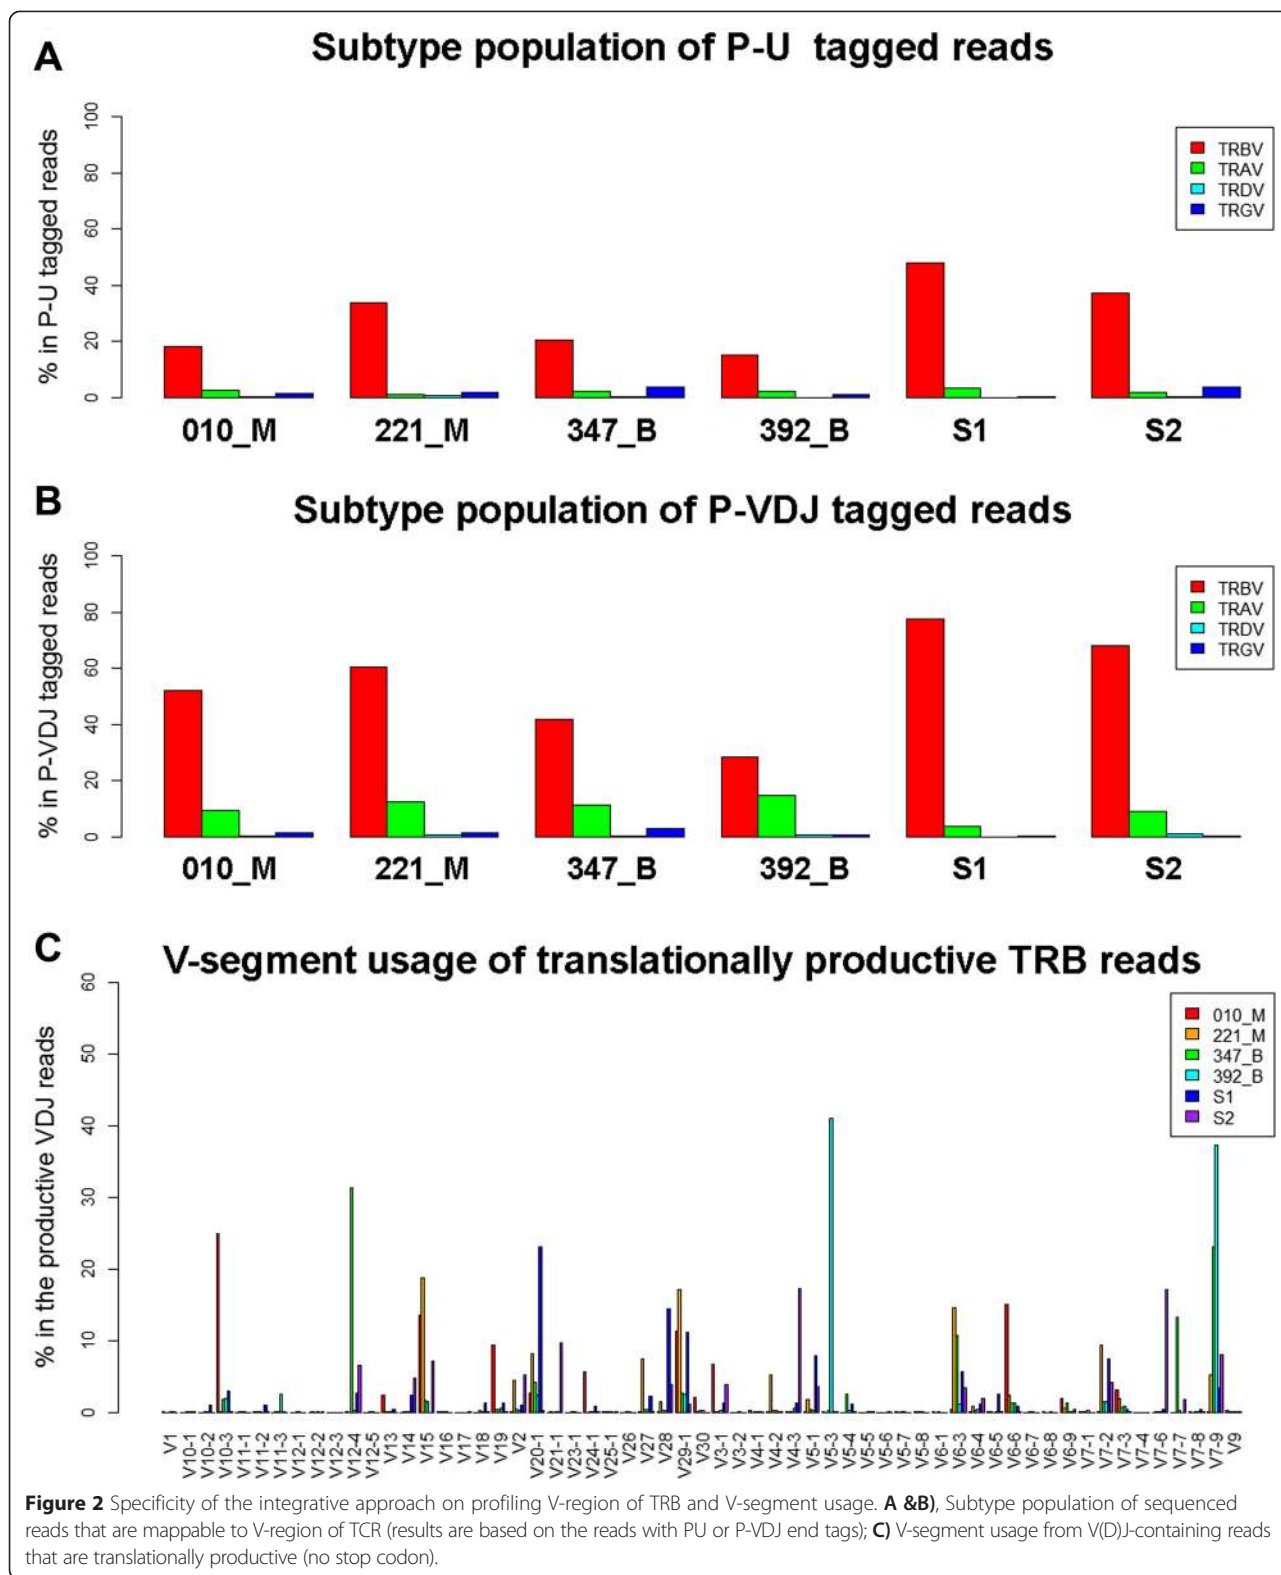 A
Subtype population of P-U tagged reads
% in P-U tagged reads
0 20 40 60 80 100
TRBV
TRAV
TRDV
TRGV
010_M 221_M 347_B 392_B S1 S2
B
Subtype population of P-VDJ tagged reads
% in P-VDJ tagged reads
0 20 40 60 80 100
TRBV
TRAV
TRDV
TRGV
010_M 221_M 347_B 392_B S1 S2
C
V-segment usage of translationally productive TRB reads
% in the productive VDJ reads
0 10 20 30 40 50 60
010_M
221_M
347_B
392_B
S1
S2
V1 V10-1 V10-2 V10-3 V11-1 V11-2 V11-3 V12-1 V12-2 V12-3 V12-4 V12-5 V13 V14 V15 V16 V17 V18 V19 V2 V20-1 V21-1 V23-1 V24-1 V25-1 V26 V27 V28 V29-1 V30 V3-1 V3-2 V4-1 V4-2 V4-3 V5-1 V5-3 V5-4 V5-5 V5-6 V5-7 V5-8 V6-1 V6-3 V6-4 V6-5 V6-6 V6-7 V6-8 V6-9 V7-1 V7-2 V7-3 V7-4 V7-6 V7-7 V7-8 V7-9 V9
Figure 2 Specificity of the integrative approach on profiling V-region of TRB and V-segment usage. A &B), Subtype population of sequenced
reads that are mappable to V-region of TCR (results are based on the reads with PU or P-VDJ end tags); C) V-segment usage from V(D)J-containing reads
that are translationally productive (no stop codon).